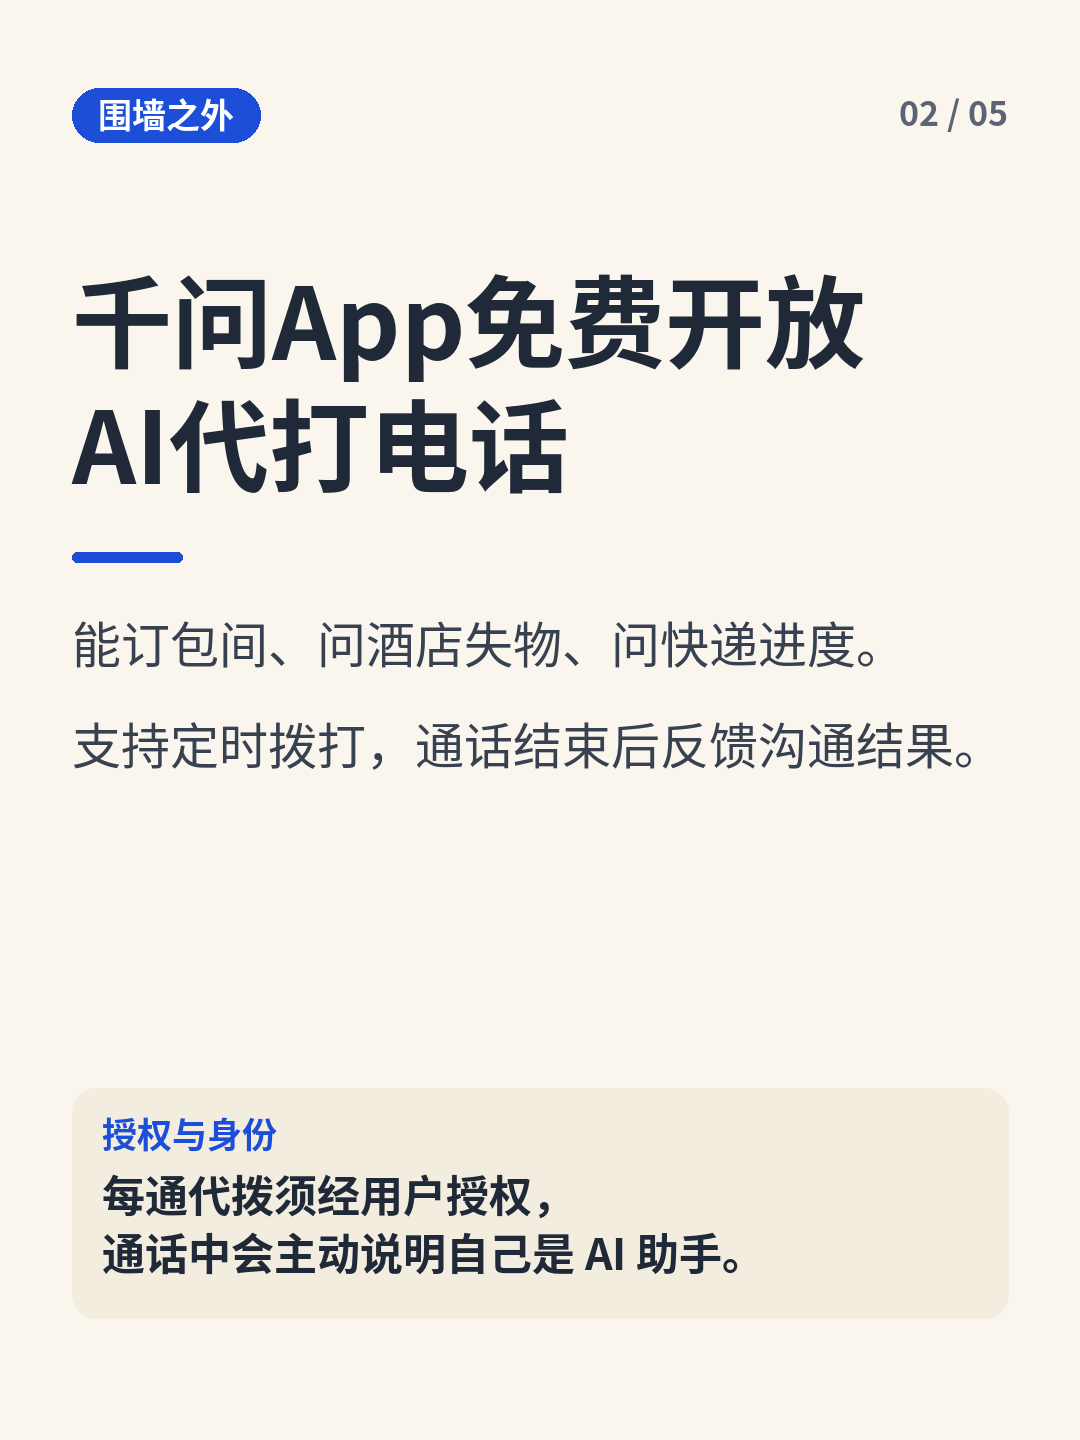 围墙之外
02 / 05
千问App免费开放
AI代打电话
能订包间、问酒店失物、问快递进度。
支持定时拨打，通话结束后反馈沟通结果。
授权与身份
每通代拨须经用户授权，
通话中会主动说明自己是 AI 助手。